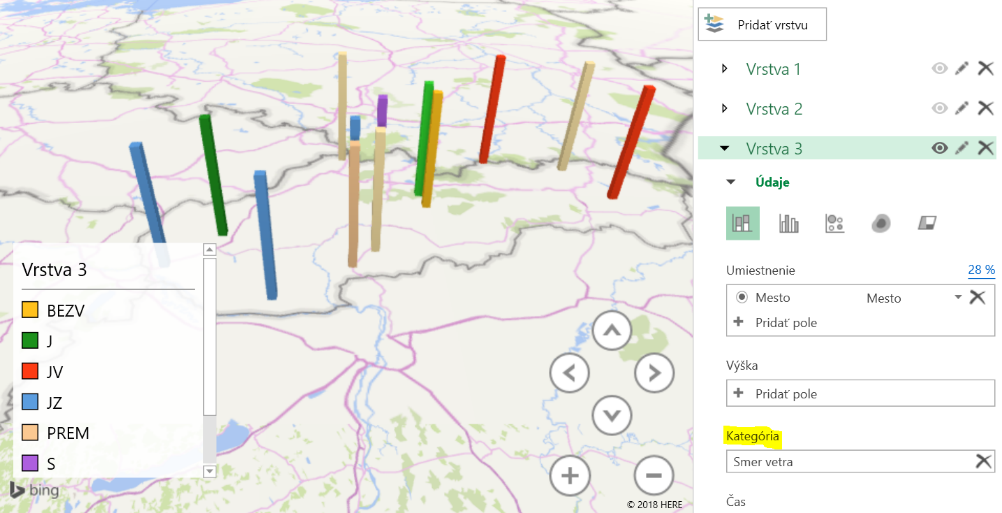 Pridať vrstvu
Vrstva 1
Vrstva 2
Vrstva 3
Údaje
Umiestnenie 28 %
Mesto Mesto
Pridať pole
Výška
Pridať pole
Kategória
Smer vetra
Čas
Vrstva 3
BEZV
J
JV
JZ
PREM
S
bing
© 2018 HERE